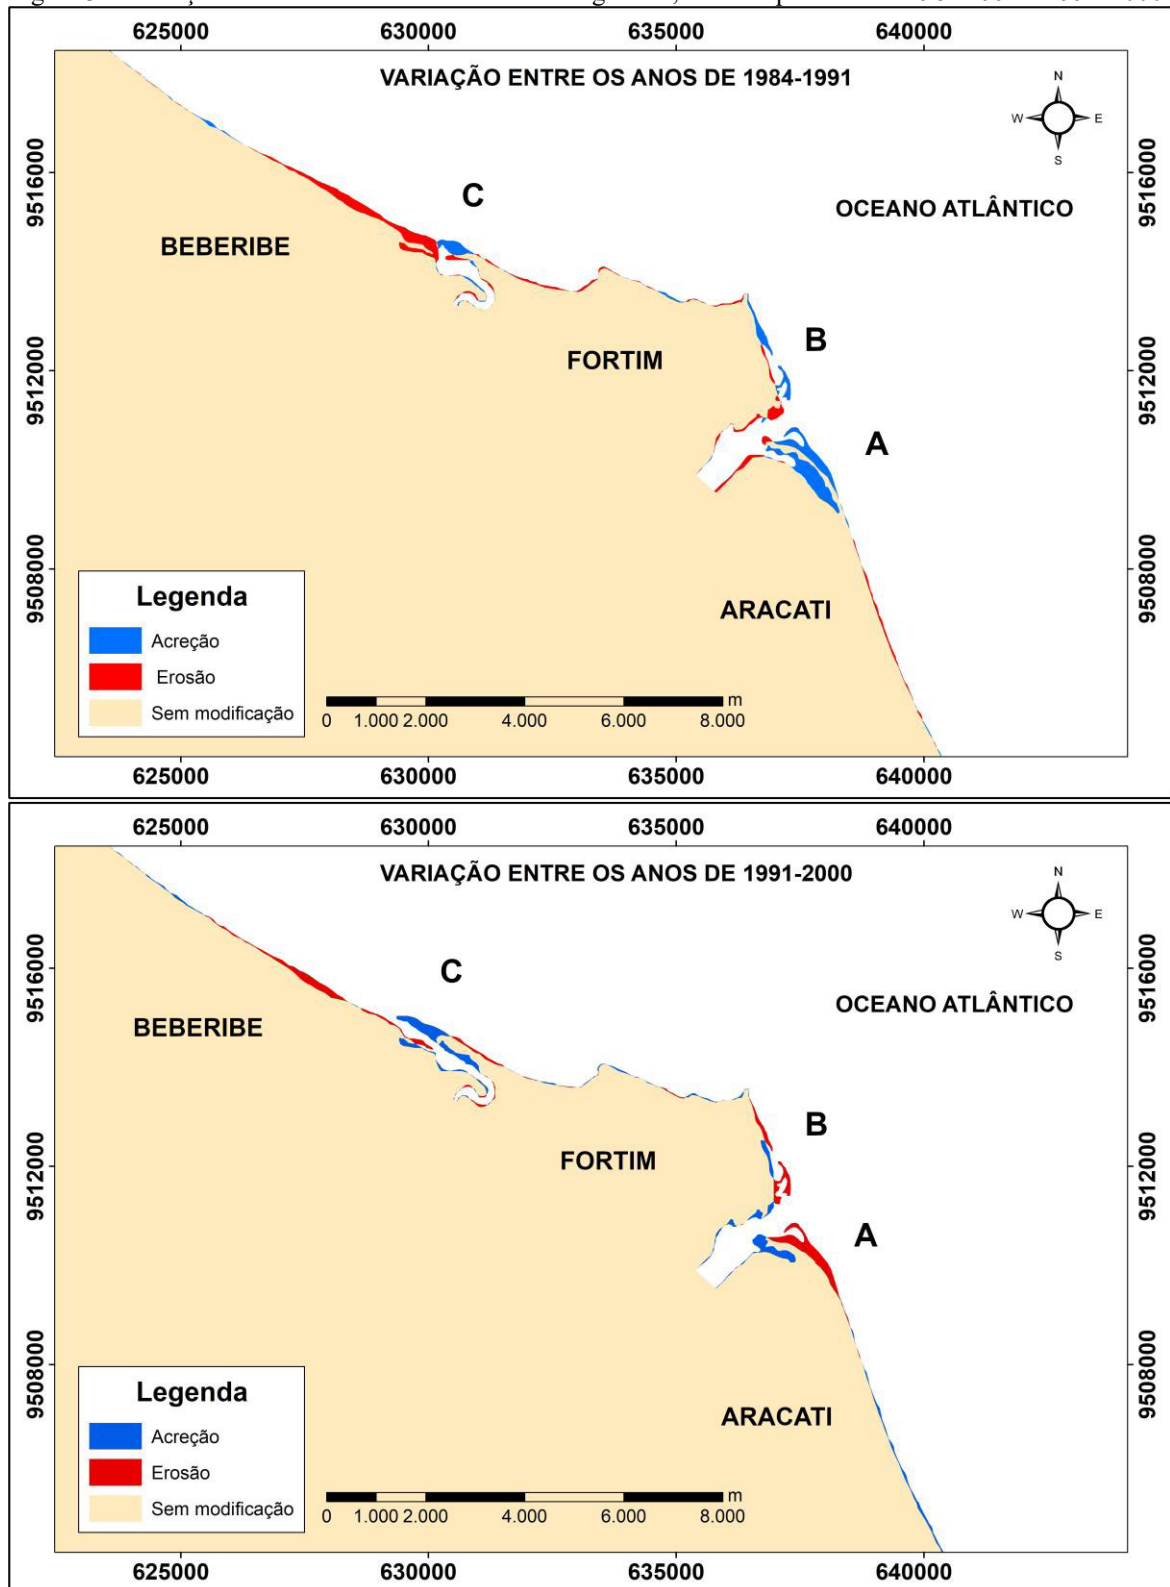 625000 630000 635000 640000
VARIAÇÃO ENTRE OS ANOS DE 1984-1991
N
W E
S
9516000 9516000
C
OCEANO ATLÂNTICO
BEBERIBE
B
FORTIM
9512000 9512000
A
9508000 9508000
Legenda
ARACATI
Acreção
Erosão
Sem modificação
m
0 1.000 2.000 4.000 6.000 8.000
625000 630000 635000 640000
625000 630000 635000 640000
VARIAÇÃO ENTRE OS ANOS DE 1991-2000
N
W E
S
9516000 9516000
C
OCEANO ATLÂNTICO
BEBERIBE
B
FORTIM
9512000 9512000
A
9508000 9508000
Legenda
ARACATI
Acreção
Erosão
Sem modificação
m
0 1.000 2.000 4.000 6.000 8.000
625000 630000 635000 640000